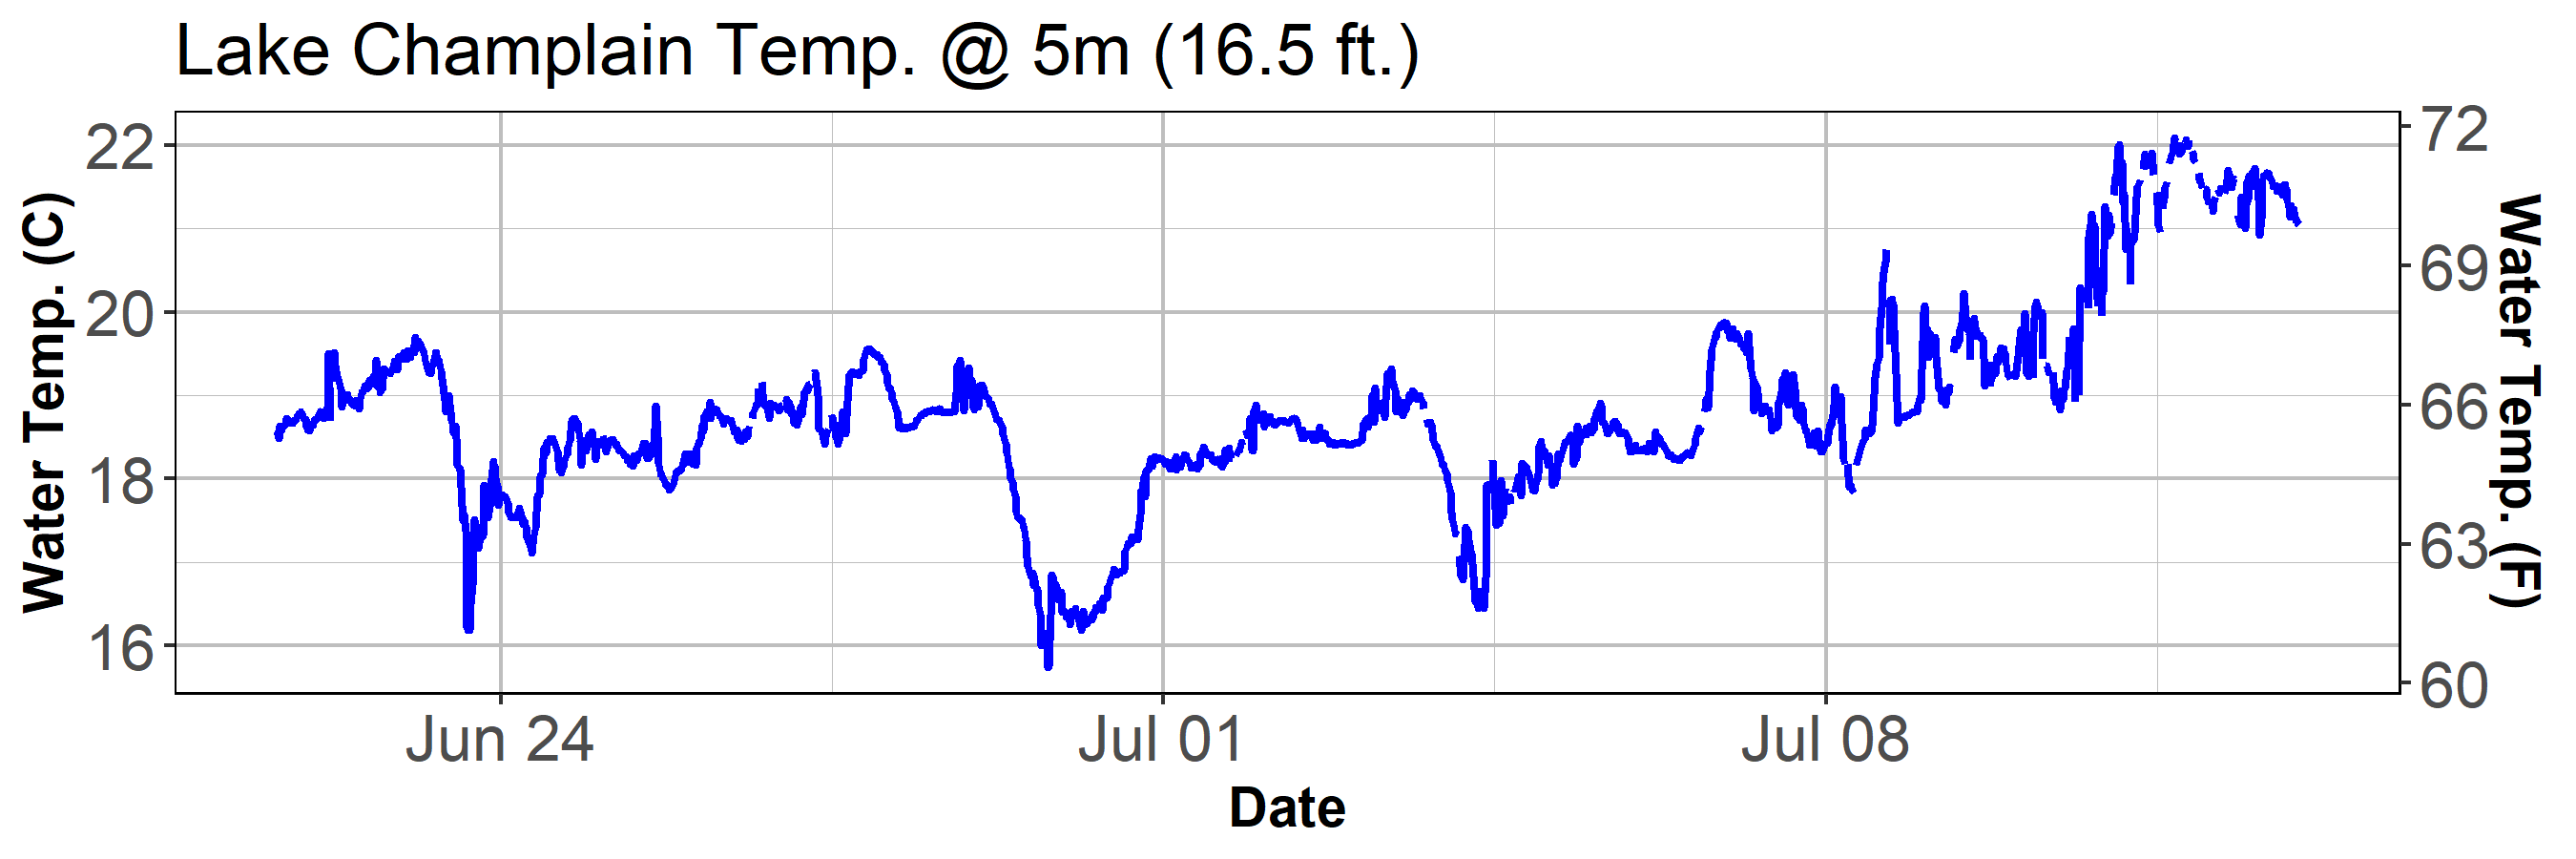 Lake Champlain Temp. @ 5m (16.5 ft.)
Water Temp. (C)
22
20
18
16
72
69
66
63
60
Water Temp. (F)
Jun 24
Jul 01
Jul 08
Date